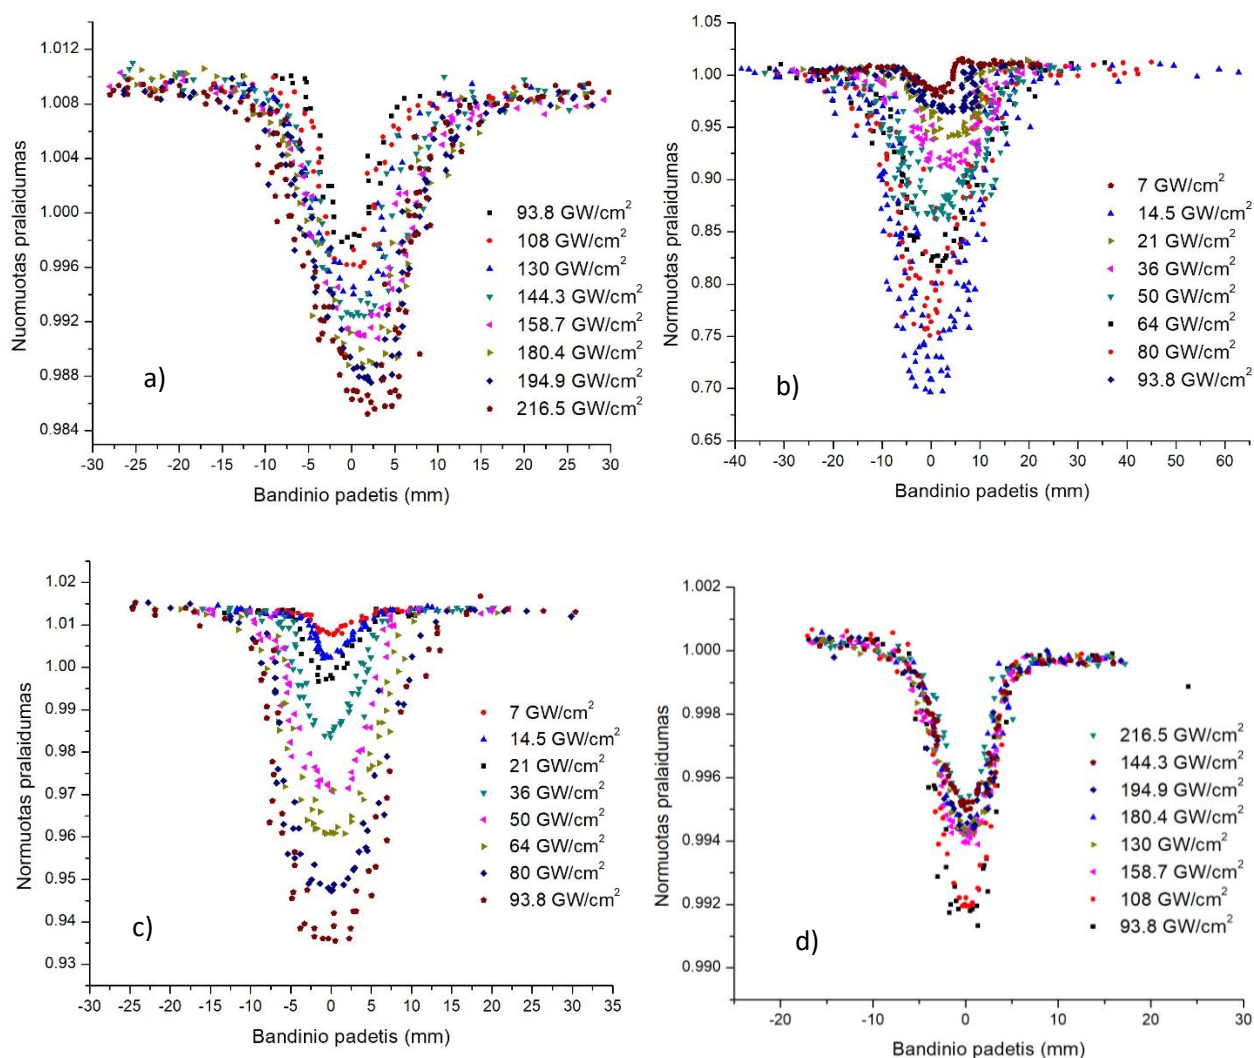 1.012
1.008
1.004
1.000
0.996
0.992
0.988
0.984
Nuomuotas pralaidumas
93.8 GW/cm²
108 GW/cm²
130 GW/cm²
144.3 GW/cm²
158.7 GW/cm²
180.4 GW/cm²
194.9 GW/cm²
216.5 GW/cm²
a)
-30 -25 -20 -15 -10 -5 0 5 10 15 20 25 30
Bandinio padetis (mm)
1.05
1.00
0.95
0.90
0.85
0.80
0.75
0.70
0.65
Normuotas pralaidumas
7 GW/cm²
14.5 GW/cm²
21 GW/cm²
36 GW/cm²
50 GW/cm²
64 GW/cm²
80 GW/cm²
93.8 GW/cm²
b)
-40 -30 -20 -10 0 10 20 30 40 50 60
Bandinio padetis (mm)
1.02
1.01
1.00
0.99
0.98
0.97
0.96
0.95
0.94
0.93
Normuotas pralaidumas
7 GW/cm²
14.5 GW/cm²
21 GW/cm²
36 GW/cm²
50 GW/cm²
64 GW/cm²
80 GW/cm²
93.8 GW/cm²
c)
-30 -25 -20 -15 -10 -5 0 5 10 15 20 25 30 35
Bandinio padetis (mm)
1.002
1.000
0.998
0.996
0.994
0.992
0.990
Normuotas pralaidumas
216.5 GW/cm²
144.3 GW/cm²
194.9 GW/cm²
180.4 GW/cm²
130 GW/cm²
158.7 GW/cm²
108 GW/cm²
93.8 GW/cm²
d)
-20 -10 0 10 20 30
Bandinio padetis (mm)